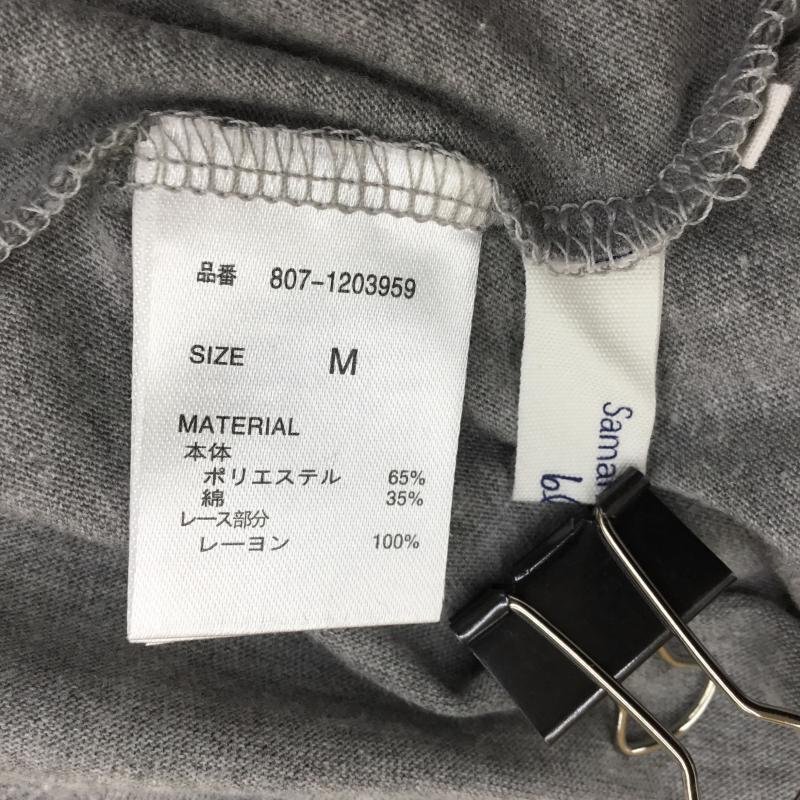 品番 807-1203959
SIZE M
MATERIAL
本体
ポリエステル 65%
綿 35%
レース部分
レーヨン 100%